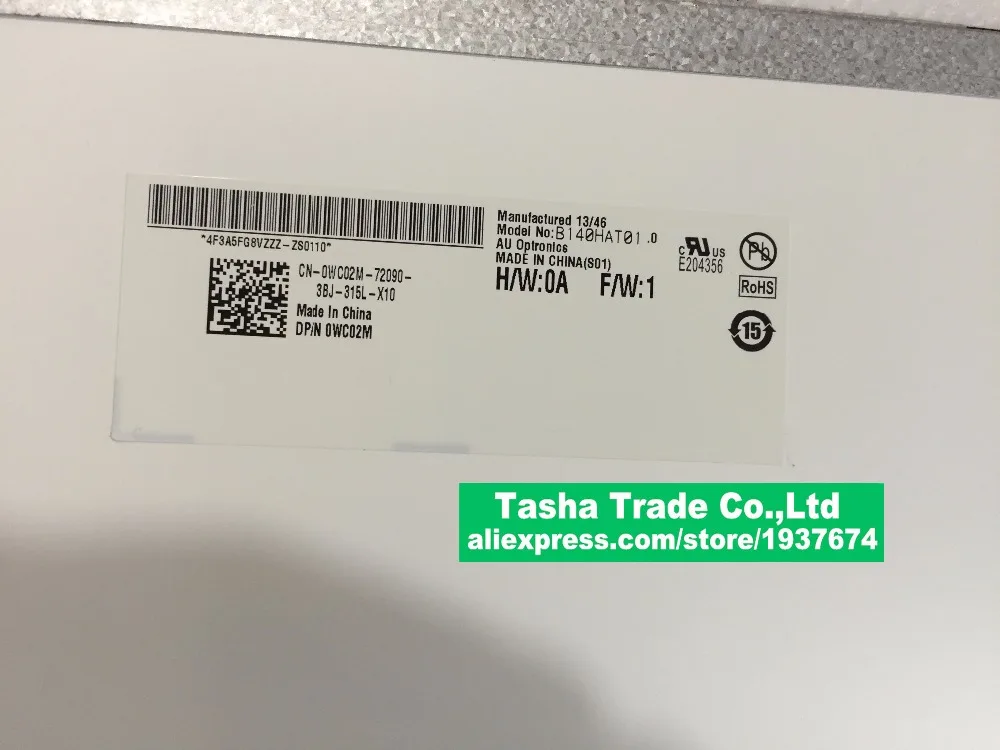 *4F3A5FG8VZZZ-ZS0110*
CN-0WC02M-72090-
3BJ-315L-X10
Made In China
DP/N 0WC02M
Manufactured 13/46
Model No:B140HAT01.0
AU Optronics
MADE IN CHINA(S01)
H/W:0A F/W:1
c RU US
E204356
Pb
RoHS
15
Tasha Trade Co.,Ltd
aliexpress.com/store/1937674